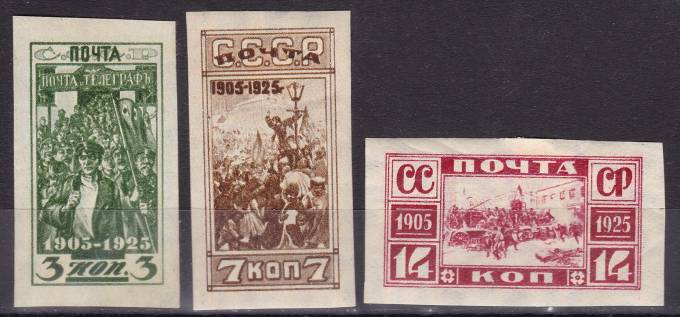 С.С.С.Р
ПОЧТА
ПОЧТА и ТЕЛЕГРАФЪ
1905-1925
3 КОП. 3
С.С.С.Р
ПОЧТА
1905-1925
7 КОП 7
ПОЧТА
СС СР
1905 1925
14 КОП 14